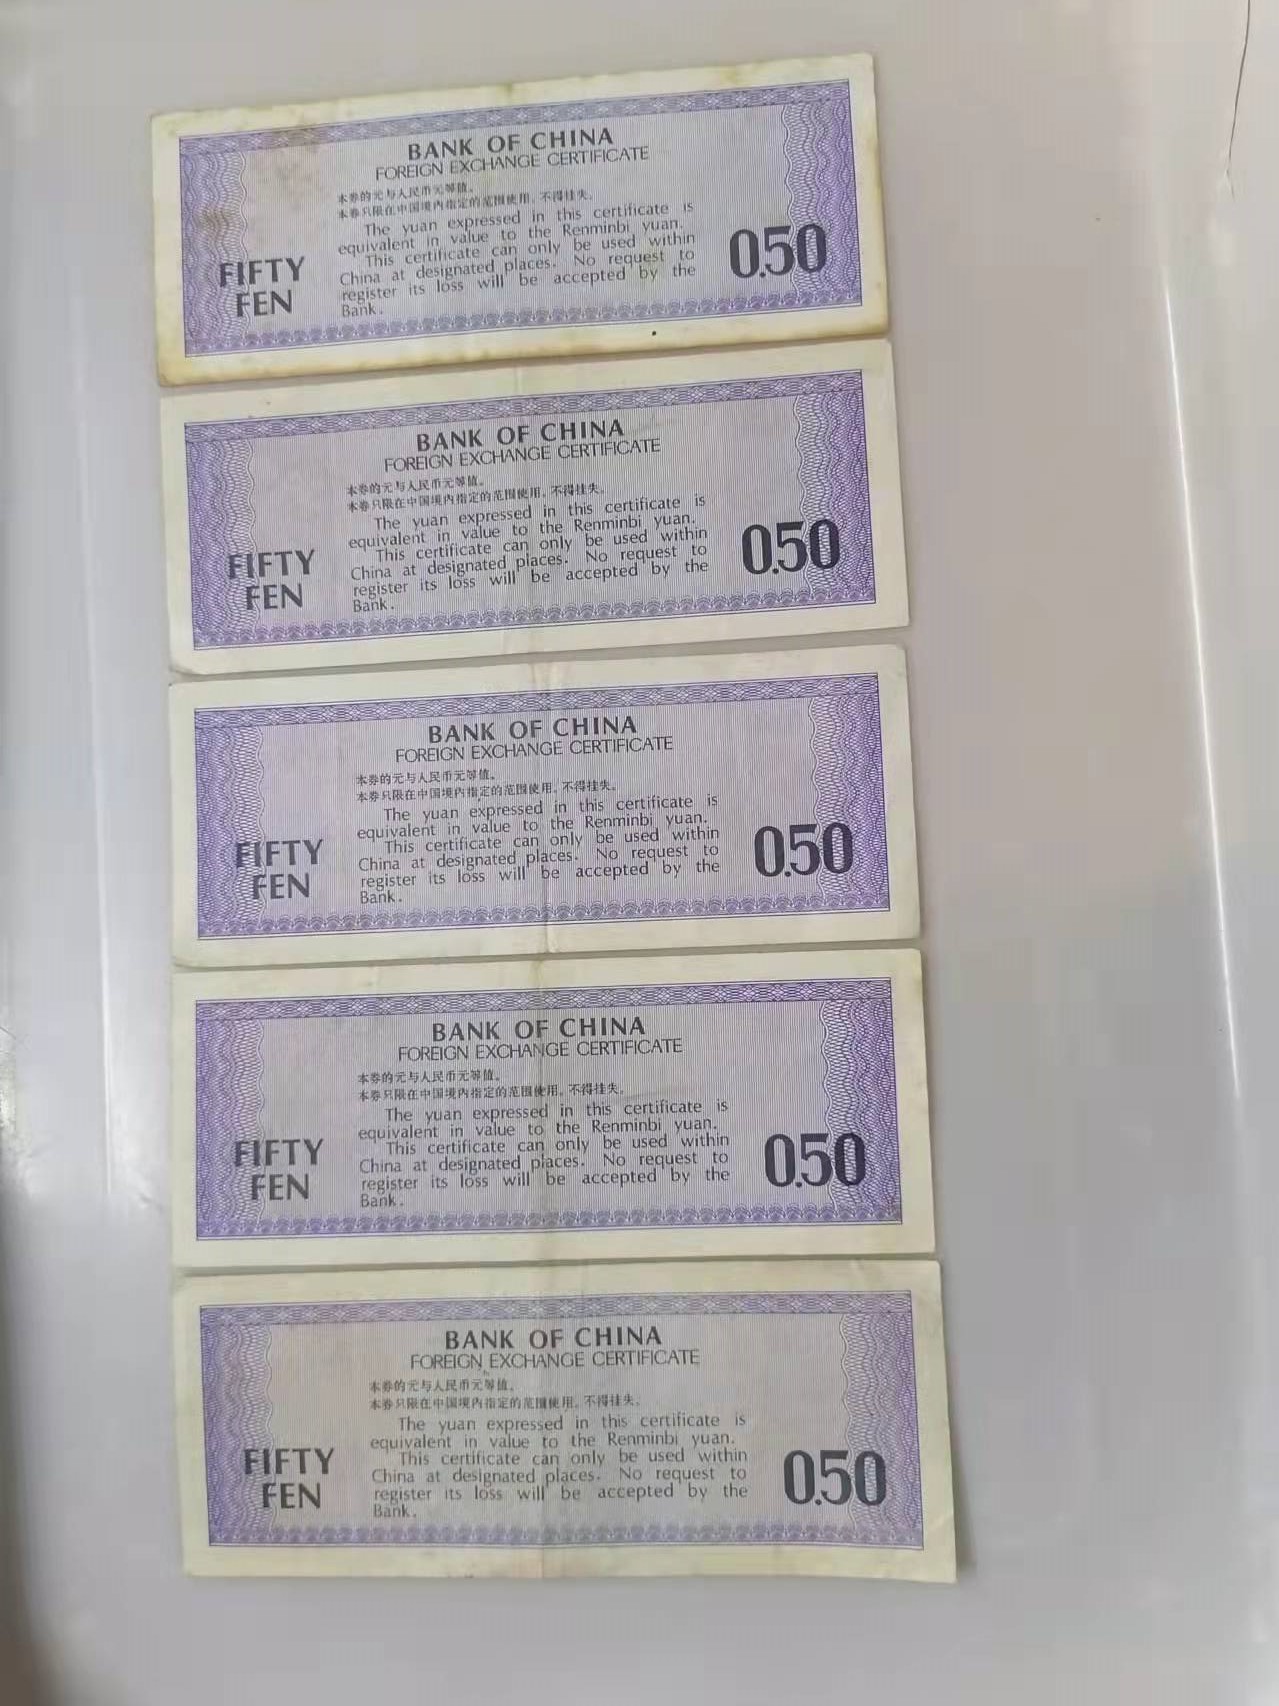 BANK OF CHINA
FOREIGN EXCHANGE CERTIFICATE
本券的元与人民币元等值。
本券只限在中国境内指定的范围使用，不得挂失。
The yuan expressed in this certificate is
equivalent in value to the Renminbi yuan.
This certificate can only be used within
China at designated places. No request to
register its loss will be accepted by the
Bank.
FIFTY
FEN
0.50
BANK OF CHINA
FOREIGN EXCHANGE CERTIFICATE
本券的元与人民币元等值。
本券只限在中国境内指定的范围使用，不得挂失。
The yuan expressed in this certificate is
equivalent in value to the Renminbi yuan.
This certificate can only be used within
China at designated places. No request to
register its loss will be accepted by the
Bank.
FIFTY
FEN
0.50
BANK OF CHINA
FOREIGN EXCHANGE CERTIFICATE
本券的元与人民币元等值。
本券只限在中国境内指定的范围使用，不得挂失。
The yuan expressed in this certificate is
equivalent in value to the Renminbi yuan.
This certificate can only be used within
China at designated places. No request to
register its loss will be accepted by the
Bank.
FIFTY
FEN
0.50
BANK OF CHINA
FOREIGN EXCHANGE CERTIFICATE
本券的元与人民币元等值。
本券只限在中国境内指定的范围使用，不得挂失。
The yuan expressed in this certificate is
equivalent in value to the Renminbi yuan.
This certificate can only be used within
China at designated places. No request to
register its loss will be accepted by the
Bank.
FIFTY
FEN
0.50
BANK OF CHINA
FOREIGN EXCHANGE CERTIFICATE
本券的元与人民币元等值。
本券只限在中国境内指定的范围使用，不得挂失。
The yuan expressed in this certificate is
equivalent in value to the Renminbi yuan.
This certificate can only be used within
China at designated places. No request to
register its loss will be accepted by the
Bank.
FIFTY
FEN
0.50